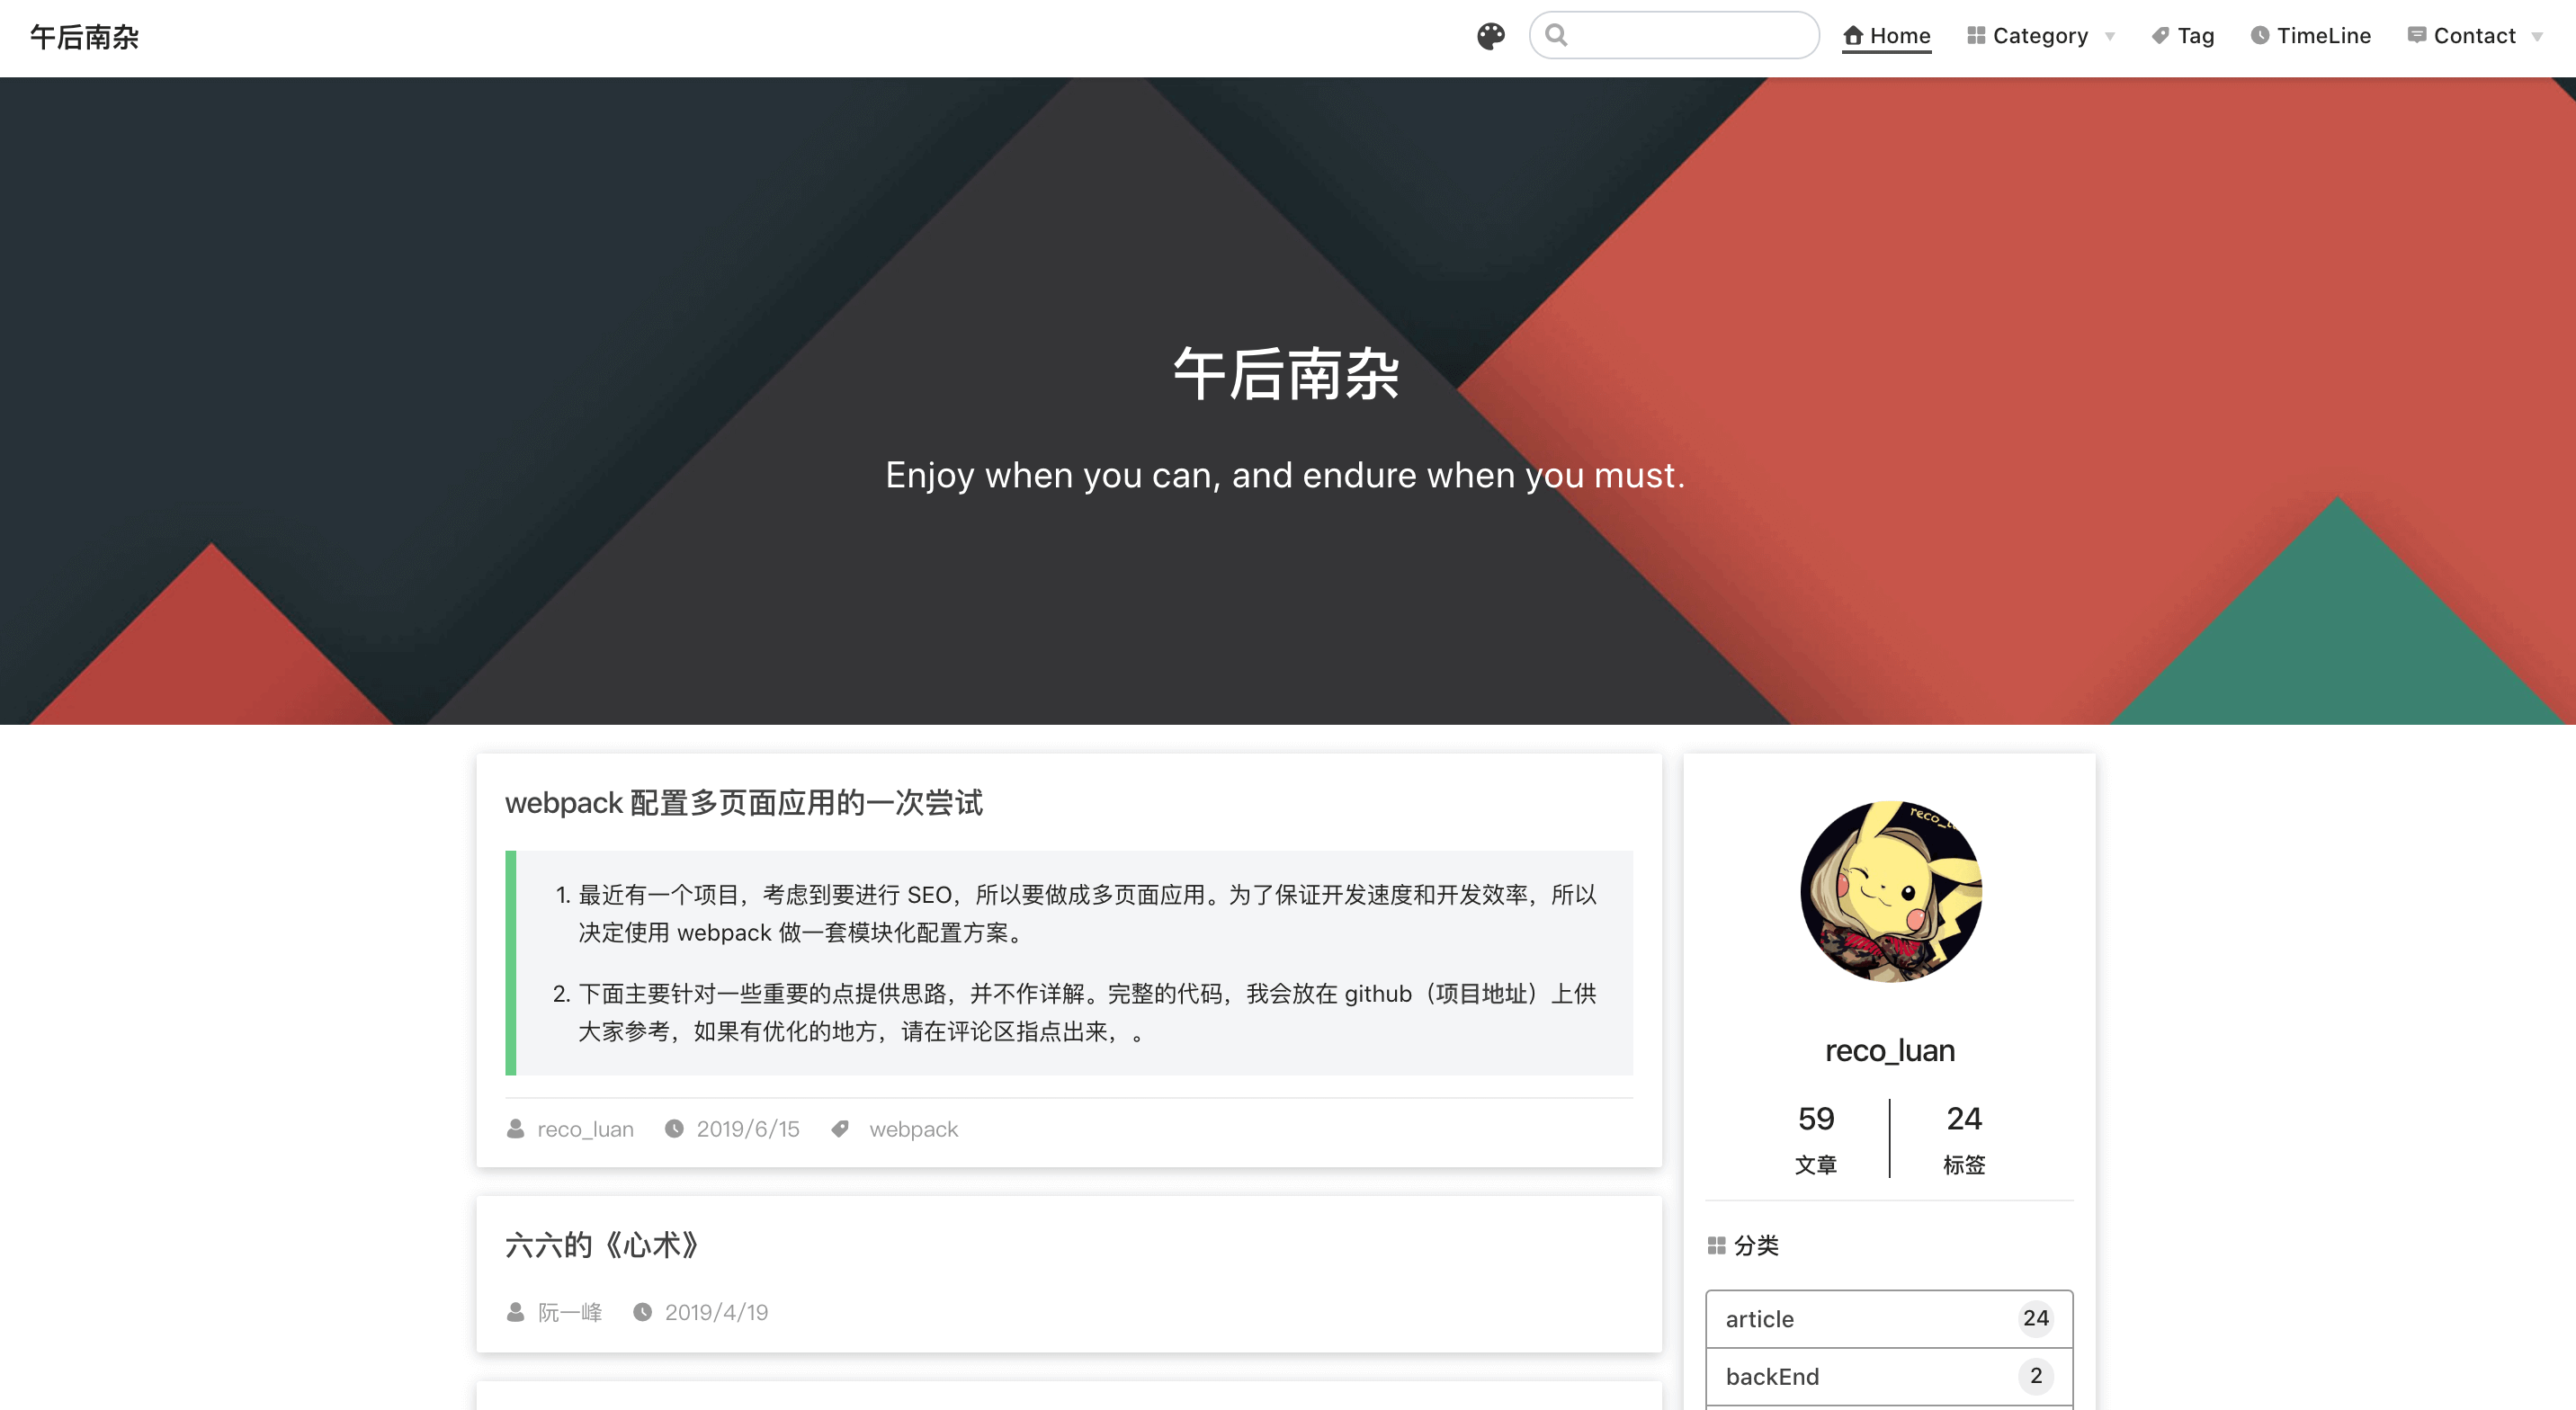 午后南杂
Home
Category
Tag
TimeLine
Contact
午后南杂
Enjoy when you can, and endure when you must.
webpack 配置多页面应用的一次尝试
1. 最近有一个项目，考虑到要进行 SEO，所以要做成多页面应用。为了保证开发速度和开发效率，所以
决定使用 webpack 做一套模块化配置方案。
2. 下面主要针对一些重要的点提供思路，并不作详解。完整的代码，我会放在 github（项目地址）上供
大家参考，如果有优化的地方，请在评论区指点出来，。
reco_luan 2019/6/15 webpack
六六的《心术》
阮一峰 2019/4/19
reco_luan
59 24
文章 标签
分类
article 24
backEnd 2